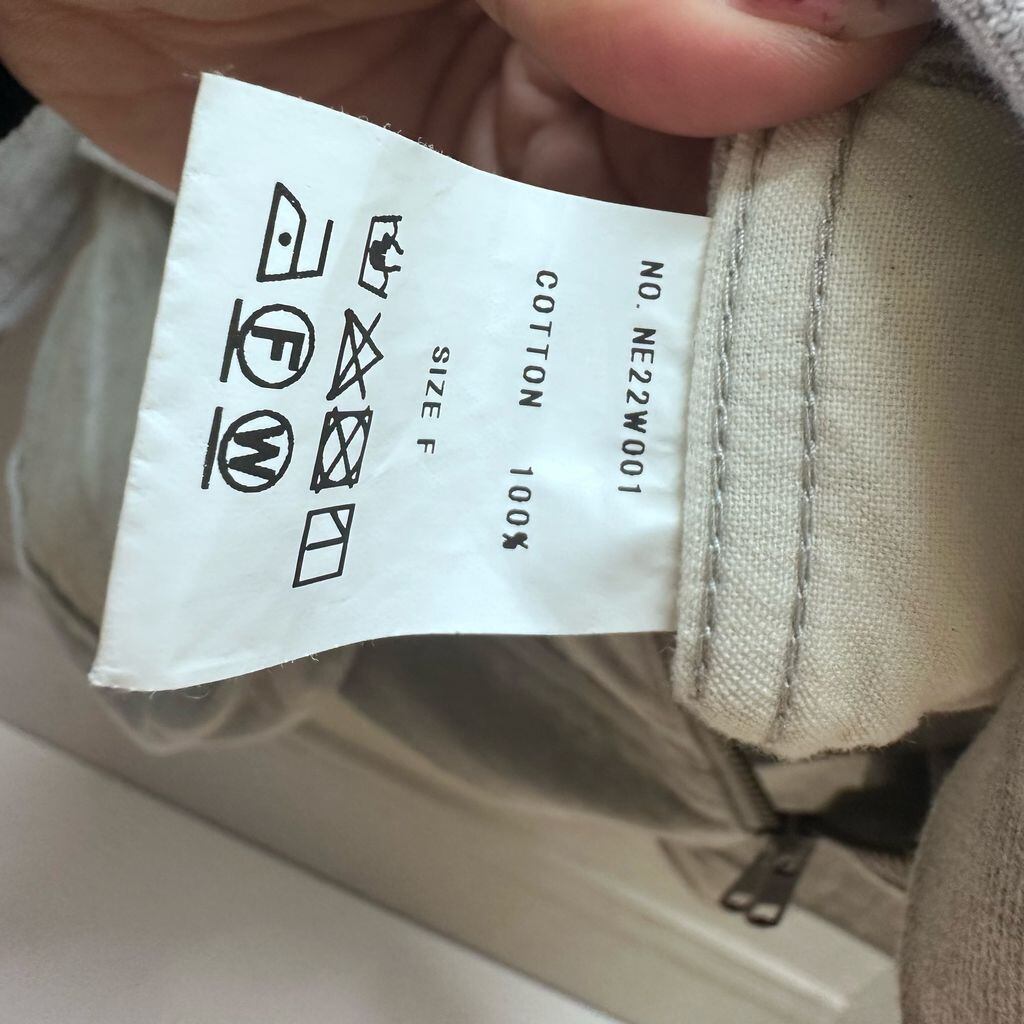 NO. NE22W001
COTTON 100%
SIZE F
F W